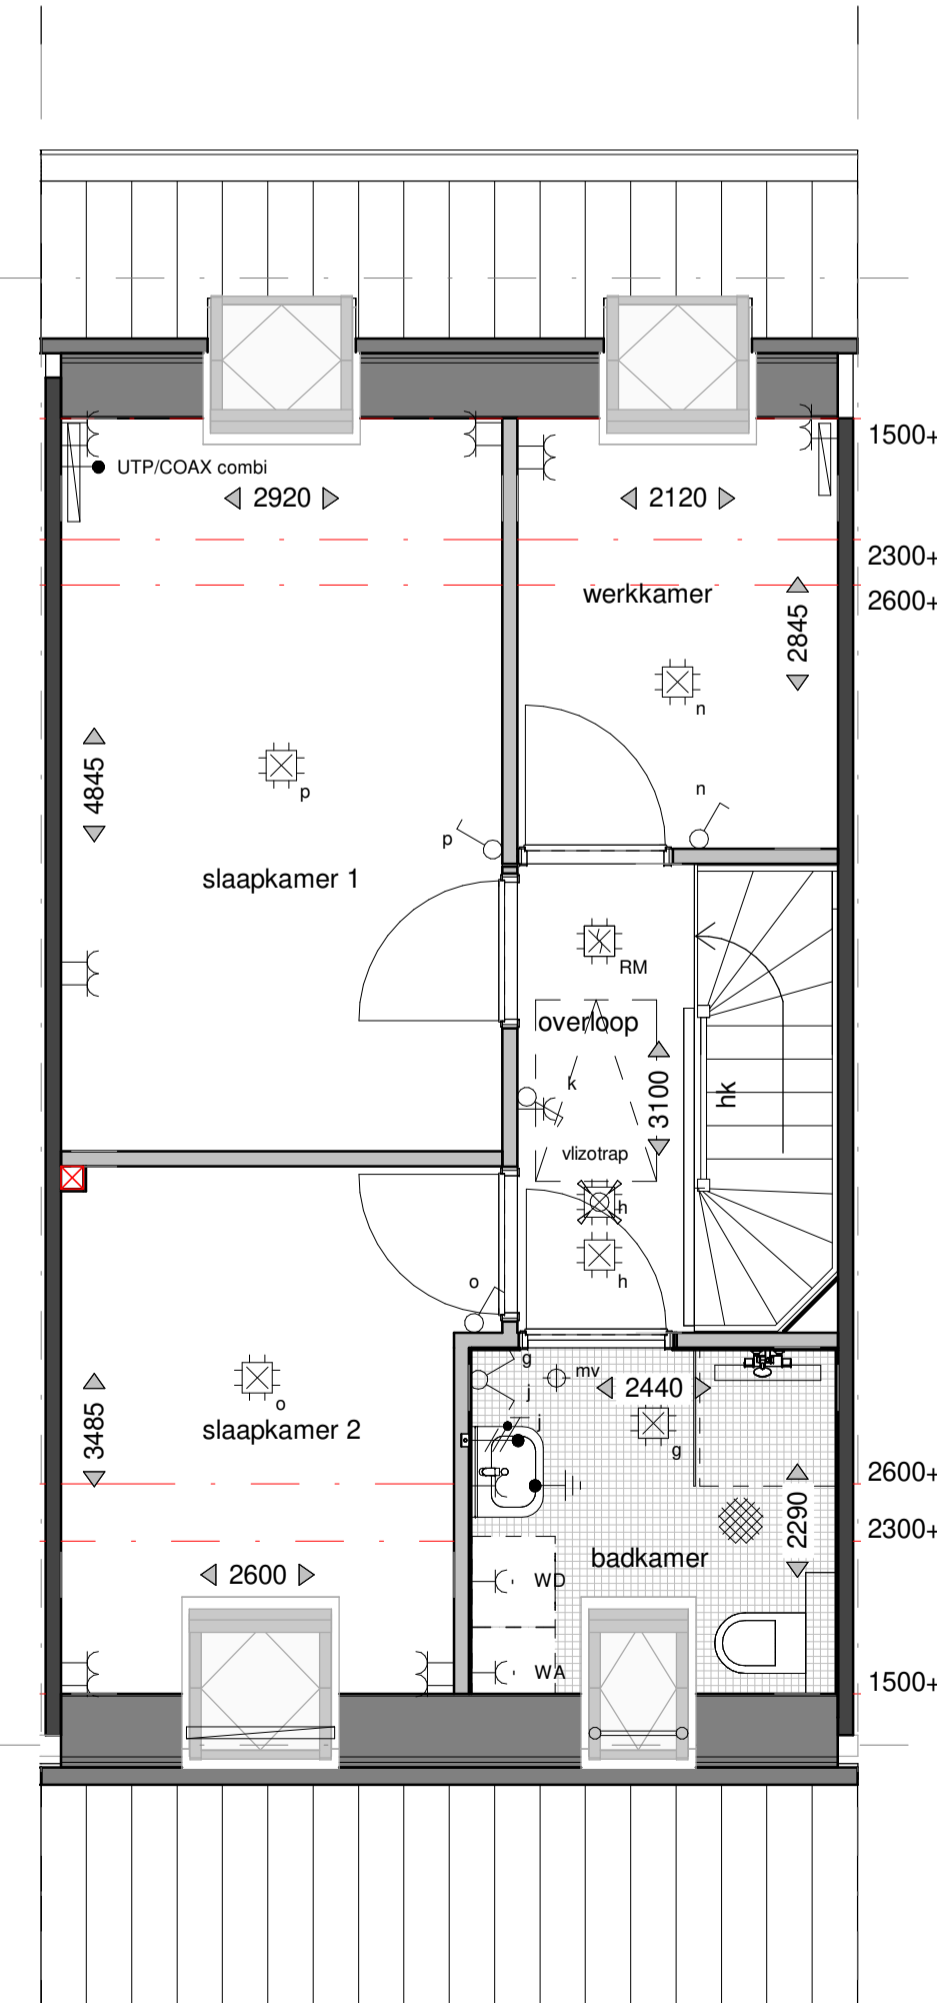 1500+
UTP/COAX combi
2920
2120
2300+
2600+
werkkamer
2845
n
p
4845
n
p
slaapkamer 1
RM
overloop
k
3100
hk
vlizotrap
h
h
o
g
mv
2440
j
o
j
slaapkamer 2
3485
g
2600+
2290
2300+
badkamer
2600
WD
WA
1500+